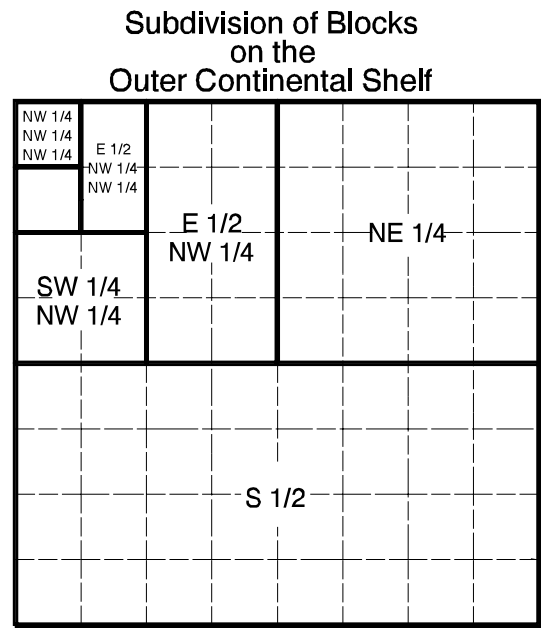 Subdivision of Blocks
on the
Outer Continental Shelf
NW 1/4
NW 1/4
NW 1/4
E 1/2
NW 1/4
NW 1/4
E 1/2
NW 1/4
NE 1/4
SW 1/4
NW 1/4
S 1/2